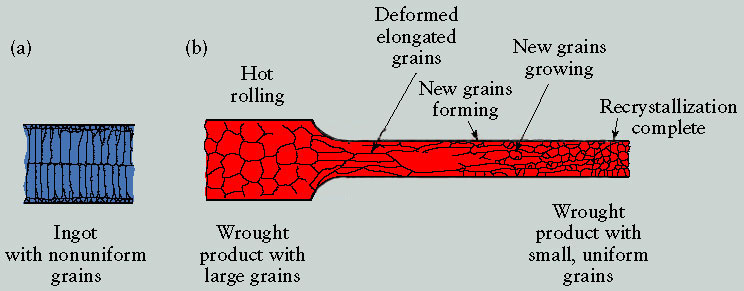 (a)
Ingot
with nonuniform
grains
(b)
Hot
rolling
Deformed
elongated
grains
New grains
forming
New grains
growing
Recrystallization
complete
Wrought
product with
large grains
Wrought
product with
small, uniform
grains